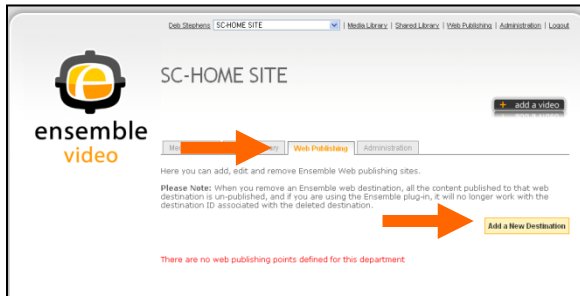 Deb Stephens SC-HOME SITE | Media Library | Shared Library | Web Publishing | Administration | Logout
SC-HOME SITE
+ add a video
ensemble
video
Web Publishing Administration
Here you can add, edit and remove Ensemble Web publishing sites.
Please Note: When you remove an Ensemble web destination, all the content published to that web
destination is un-published, and if you are using the Ensemble plug-in, it will no longer work with the
destination ID associated with the deleted destination.
Add a New Destination
There are no web publishing points defined for this department